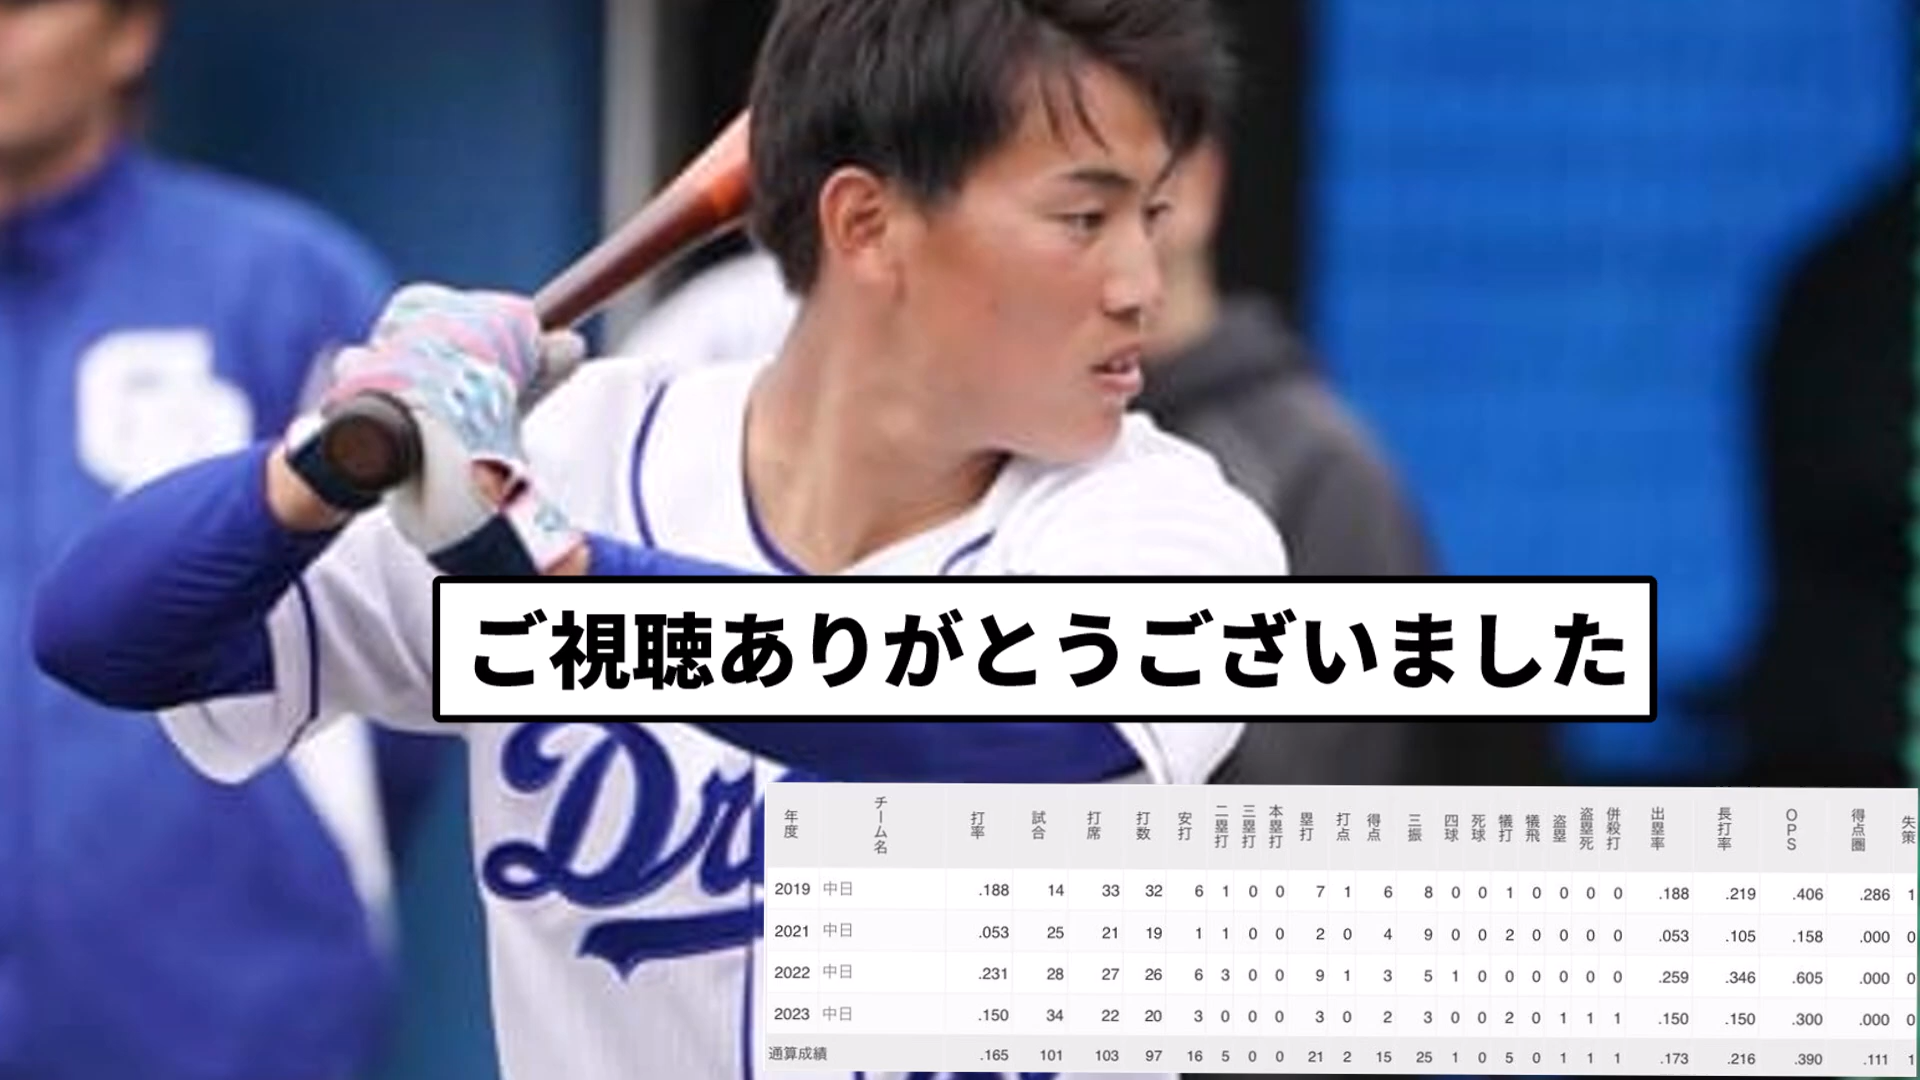 ご視聴ありがとうございました
Dr
年度 チーム名 打率 試合 打席 打数 安打 二塁打 三塁打 本塁打 塁打 打点 得点 三振 四球 死球 犠打 犠飛 盗塁 盗塁死 併殺打 出塁率 長打率 OPS 得点圏 失策
2019 中日 .188 14 33 32 6 1 0 0 7 1 6 8 0 0 1 0 0 0 0 .188 .219 .406 .286 1
2021 中日 .053 25 21 19 1 1 0 0 2 0 4 9 0 0 2 0 0 0 0 .053 .105 .158 .000 0
2022 中日 .231 28 27 26 6 3 0 0 9 1 3 5 1 0 0 0 0 0 0 .259 .346 .605 .000 0
2023 中日 .150 34 22 20 3 0 0 0 3 0 2 3 0 0 2 0 1 1 1 .150 .150 .300 .000 0
通算成績 .165 101 103 97 16 5 0 0 21 2 15 25 1 0 5 0 1 1 1 .173 .216 .390 .111 1